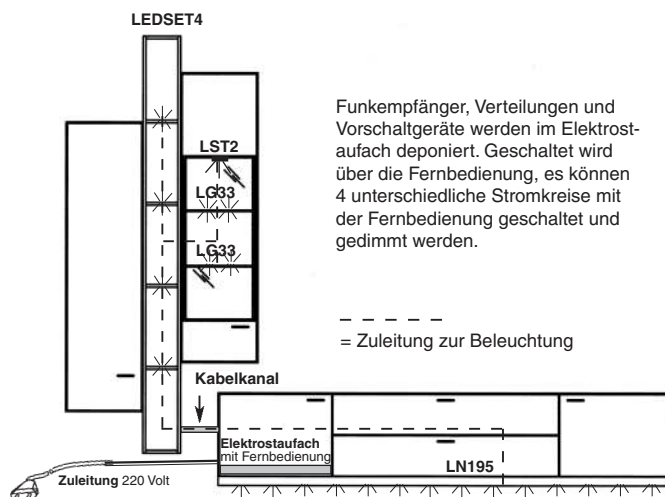 LEDSET4
LST2
LG33
LG33
Funkempfänger, Verteilungen und
Vorschaltgeräte werden im Elektrost-
aufach deponiert. Geschaltet wird
über die Fernbedienung, es können
4 unterschiedliche Stromkreise mit
der Fernbedienung geschaltet und
gedimmt werden.
= Zuleitung zur Beleuchtung
Kabelkanal
Elektrostaufach
mit Fernbedienung
LN195
Zuleitung 220 Volt